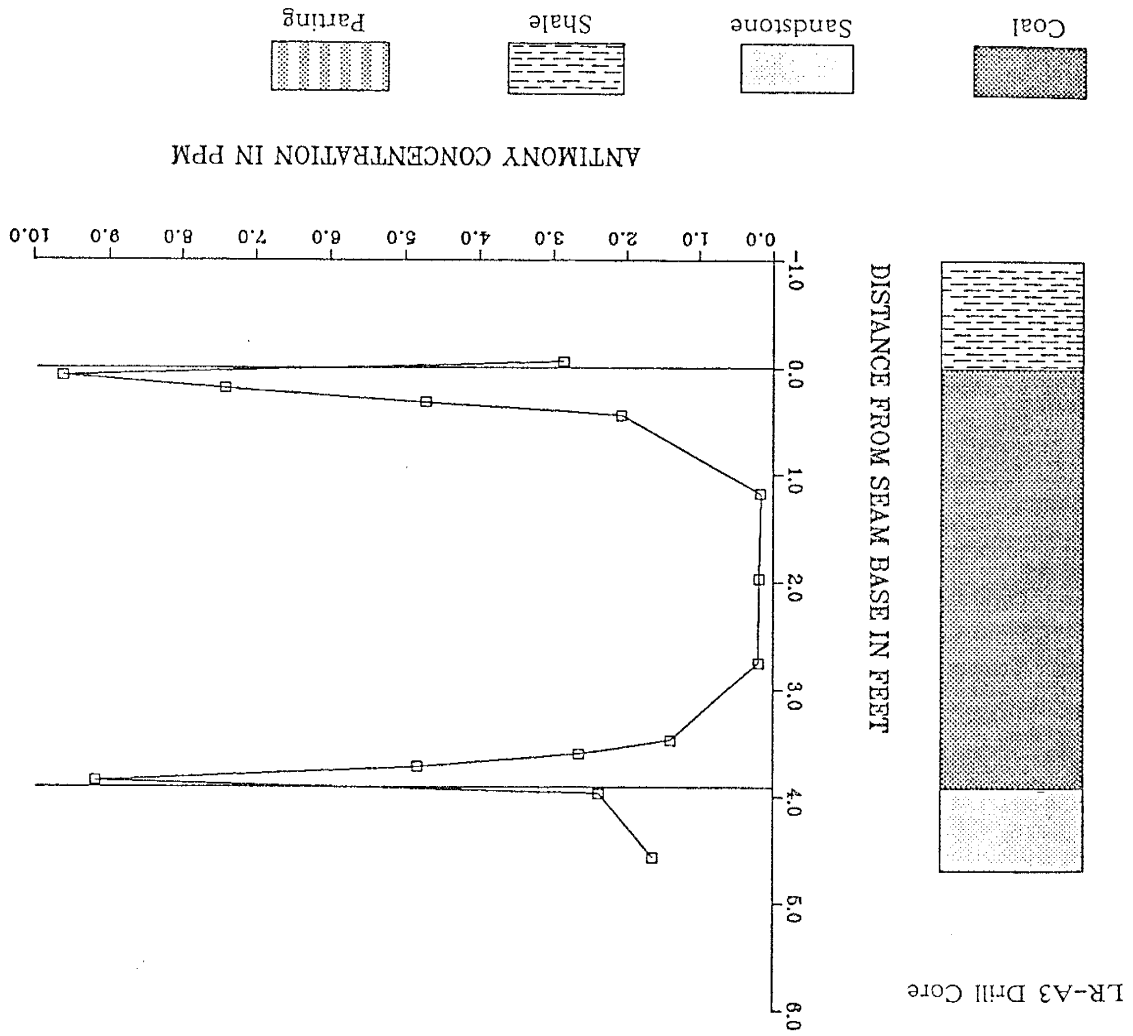 LR-A3 Drill Core
DISTANCE FROM SEAM BASE IN FEET
6.0
5.0
4.0
3.0
2.0
1.0
0.0
-1.0
0.0 1.0 2.0 3.0 4.0 5.0 6.0 7.0 8.0 9.0 10.0
ANTIMONY CONCENTRATION IN PPM
Coal Sandstone Shale Parting